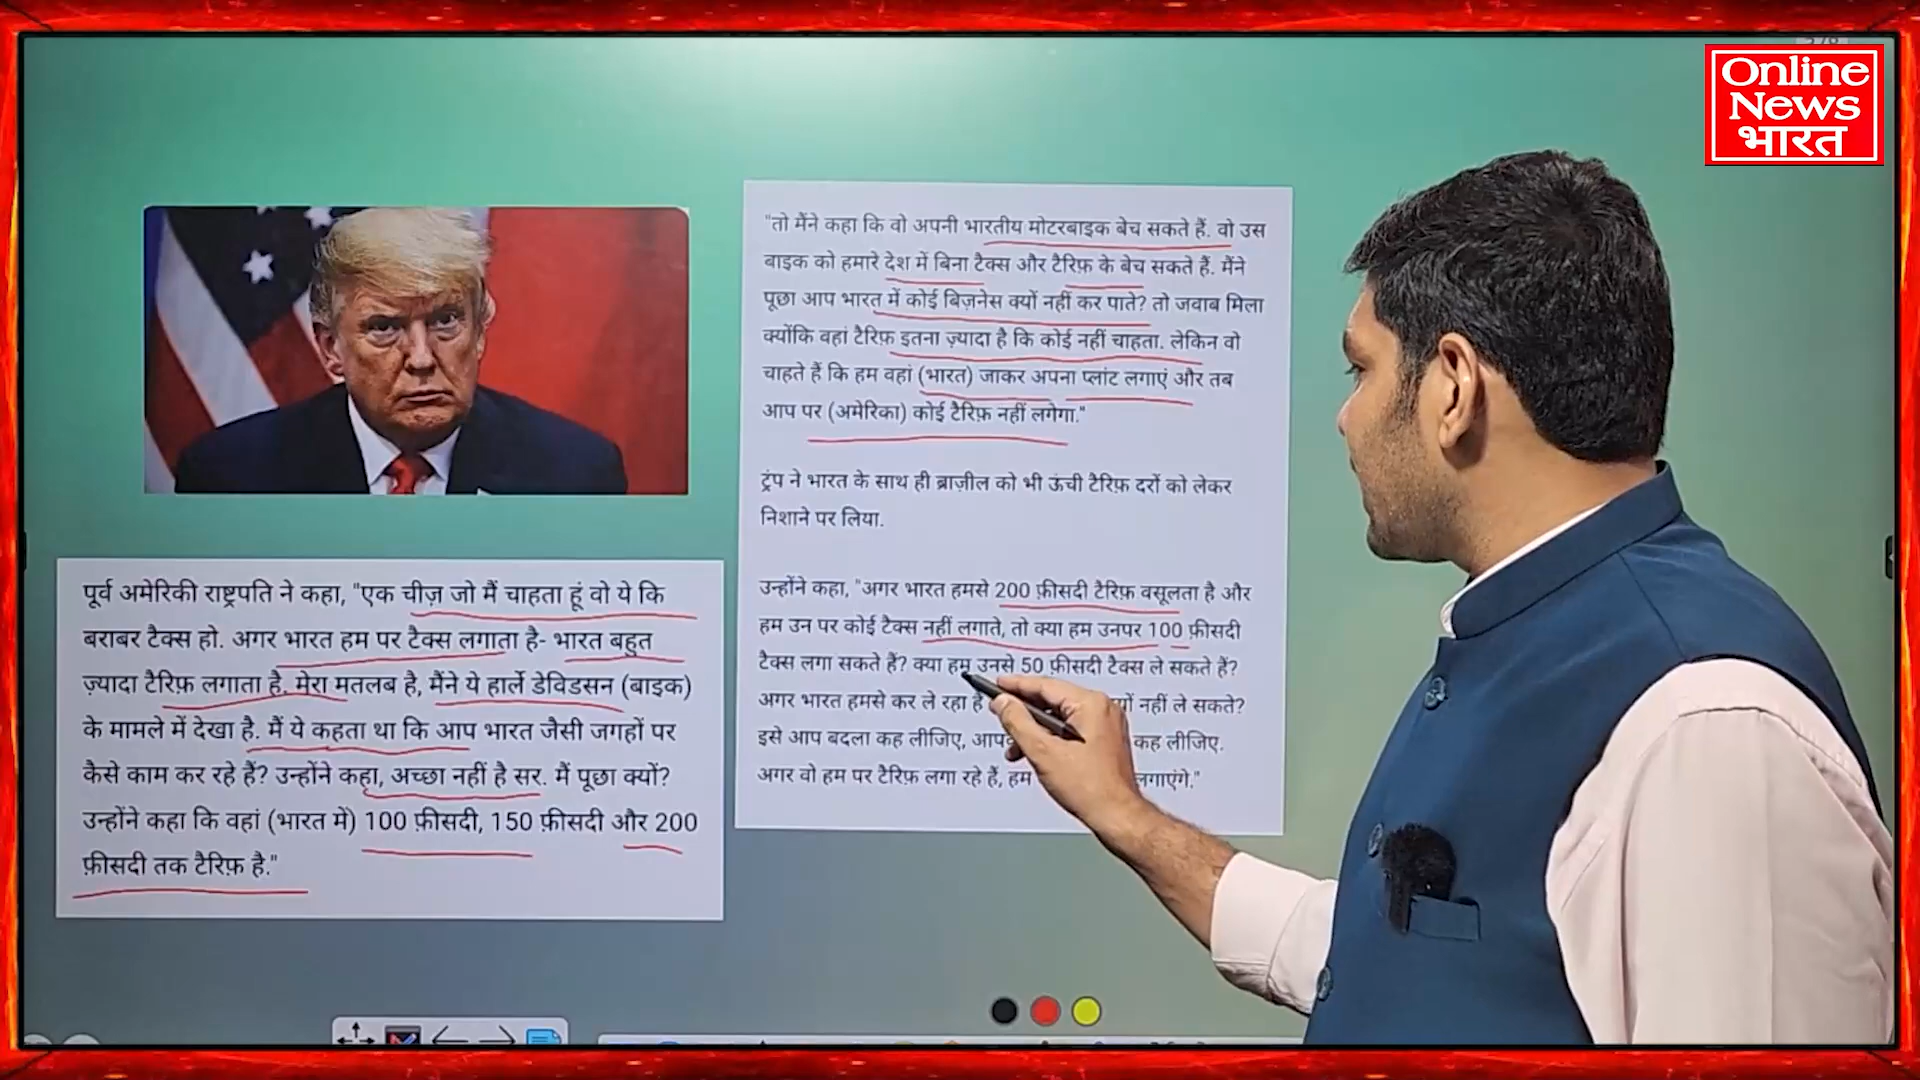 Online
News
भारत
"तो मैंने कहा कि वो अपनी भारतीय मोटरबाइक बेच सकते हैं. वो उस
बाइक को हमारे देश में बिना टैक्स और टैरिफ़ के बेच सकते हैं. मैंने
पूछा आप भारत में कोई बिज़नेस क्यों नहीं कर पाते? तो जवाब मिला
क्योंकि वहां टैरिफ़ इतना ज़्यादा है कि कोई नहीं चाहता. लेकिन वो
चाहते हैं कि हम वहां (भारत) जाकर अपना प्लांट लगाएं और तब
आप पर (अमेरिका) कोई टैरिफ़ नहीं लगेगा."
ट्रंप ने भारत के साथ ही ब्राज़ील को भी ऊंची टैरिफ़ दरों को लेकर
निशाने पर लिया.
उन्होंने कहा, "अगर भारत हमसे 200 फ़ीसदी टैरिफ़ वसूलता है और
हम उन पर कोई टैक्स नहीं लगाते, तो क्या हम उनपर 100 फ़ीसदी
टैक्स लगा सकते हैं? क्या हम उनसे 50 फ़ीसदी टैक्स ले सकते हैं?
अगर भारत हमसे कर ले रहा है नहीं ले सकते?
इसे आप बदला कह लीजिए, कह लीजिए.
अगर वो हम पर टैरिफ़ लगा रहे हैं, हम लगाएंगे."
पूर्व अमेरिकी राष्ट्रपति ने कहा, "एक चीज़ जो मैं चाहता हूं वो ये कि
बराबर टैक्स हो. अगर भारत हम पर टैक्स लगाता है- भारत बहुत
ज़्यादा टैरिफ़ लगाता है. मेरा मतलब है, मैंने ये हार्ले डेविडसन (बाइक)
के मामले में देखा है. मैं ये कहता था कि आप भारत जैसी जगहों पर
कैसे काम कर रहे हैं? उन्होंने कहा, अच्छा नहीं है सर. मैं पूछा क्यों?
उन्होंने कहा कि वहां (भारत में) 100 फ़ीसदी, 150 फ़ीसदी और 200
फ़ीसदी तक टैरिफ़ है."